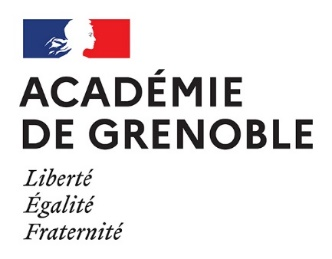 ACADÉMIE
DE GRENOBLE
Liberté
Égalité
Fraternité